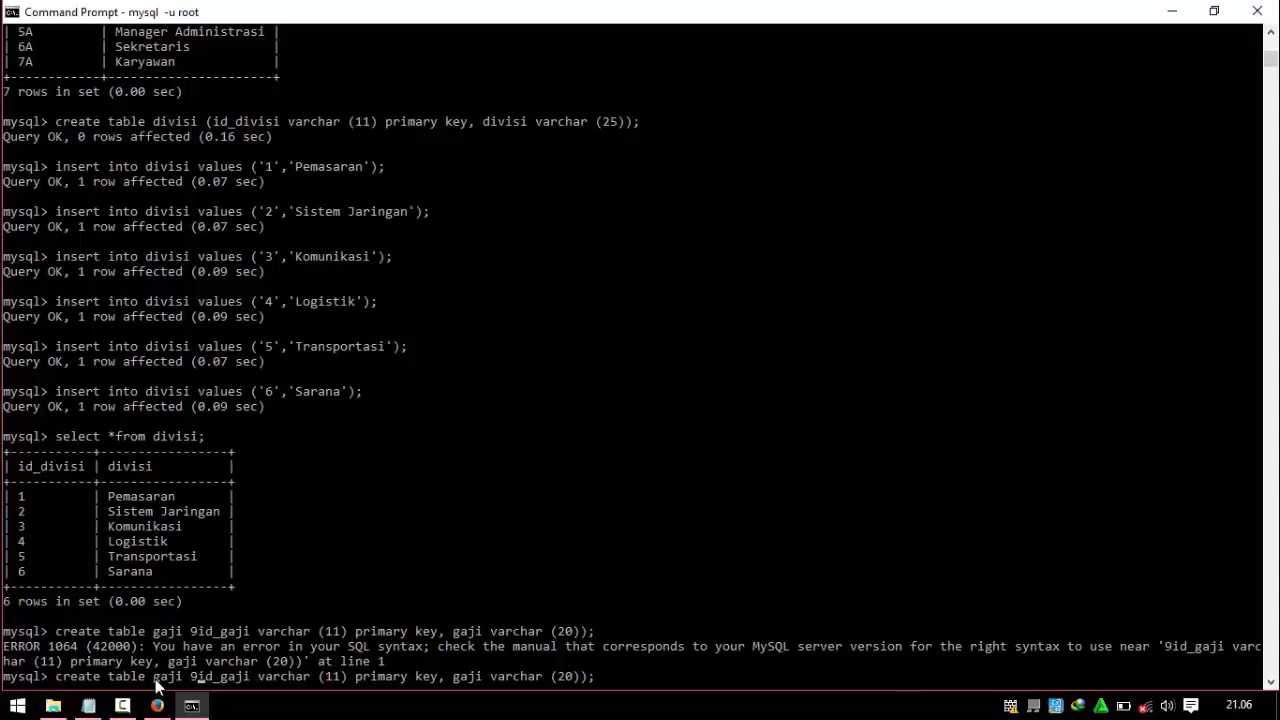 Command Prompt - mysql  -u root
| 5A         | Manager Administrasi |
| 6A         | Sekretaris           |
| 7A         | Karyawan             |
+------------+----------------------+
7 rows in set (0.00 sec)
mysql> create table divisi (id_divisi varchar (11) primary key, divisi varchar (25));
Query OK, 0 rows affected (0.16 sec)
mysql> insert into divisi values ('1','Pemasaran');
Query OK, 1 row affected (0.07 sec)
mysql> insert into divisi values ('2','Sistem Jaringan');
Query OK, 1 row affected (0.07 sec)
mysql> insert into divisi values ('3','Komunikasi');
Query OK, 1 row affected (0.09 sec)
mysql> insert into divisi values ('4','Logistik');
Query OK, 1 row affected (0.09 sec)
mysql> insert into divisi values ('5','Transportasi');
Query OK, 1 row affected (0.07 sec)
mysql> insert into divisi values ('6','Sarana');
Query OK, 1 row affected (0.09 sec)
mysql> select *from divisi;
+-----------+-----------------+
| id_divisi | divisi          |
+-----------+-----------------+
| 1         | Pemasaran       |
| 2         | Sistem Jaringan |
| 3         | Komunikasi      |
| 4         | Logistik        |
| 5         | Transportasi    |
| 6         | Sarana          |
+-----------+-----------------+
6 rows in set (0.00 sec)
mysql> create table gaji 9id_gaji varchar (11) primary key, gaji varchar (20));
ERROR 1064 (42000): You have an error in your SQL syntax; check the manual that corresponds to your MySQL server version for the right syntax to use near '9id_gaji varc
har (11) primary key, gaji varchar (20))' at line 1
mysql> create table gaji 9id_gaji varchar (11) primary key, gaji varchar (20));
21.06